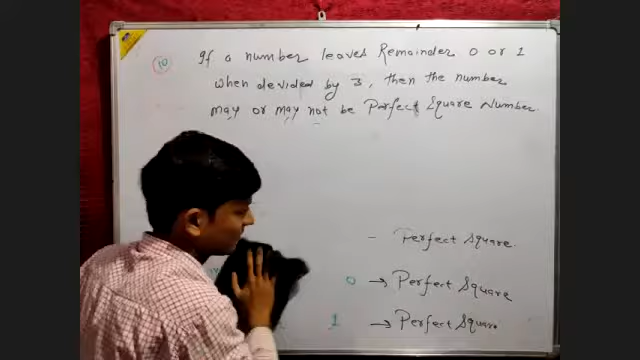 10 If a number leaves Remainder 0 or 1
when devided by 3, then the number
may or may not be Perfect Square Number.
- Perfect Square.
0 → Perfect Square
1 → Perfect Square